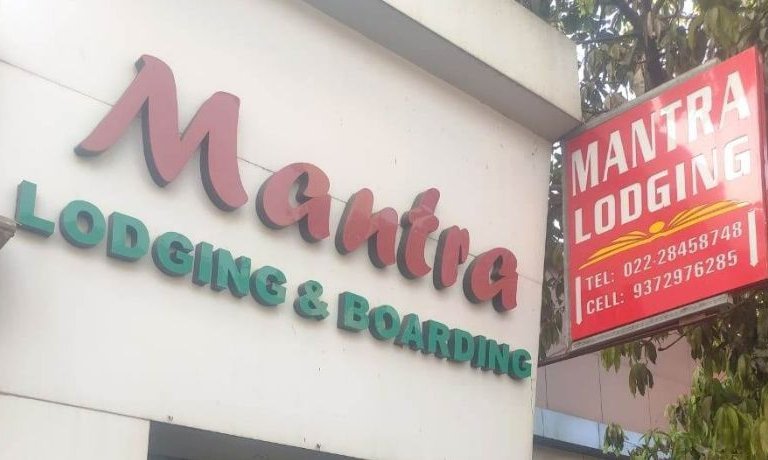 Mantra
LODGING & BOARDING
MANTRA
LODGING
TEL: 022-28458748
CELL: 9372976285